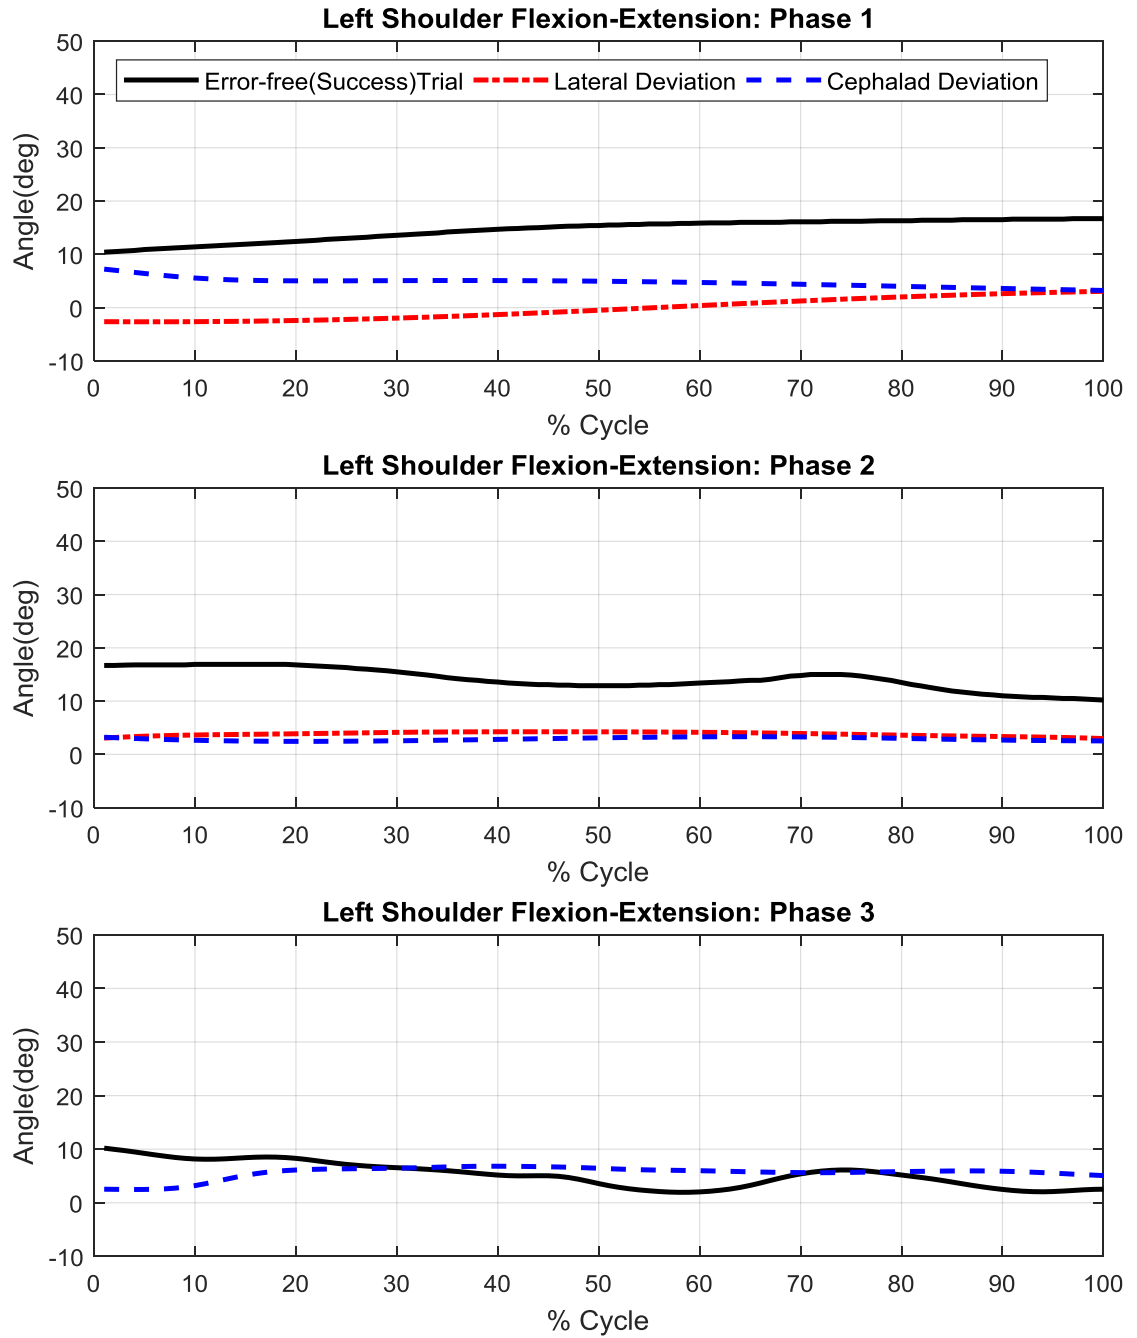 Left Shoulder Flexion-Extension: Phase 1
50
Error-free(Success)Trial Lateral Deviation Cephalad Deviation
40
30
20
10
0
-10
Angle(deg)
0 10 20 30 40 50 60 70 80 90 100
% Cycle
Left Shoulder Flexion-Extension: Phase 2
50
40
30
20
10
0
-10
Angle(deg)
0 10 20 30 40 50 60 70 80 90 100
% Cycle
Left Shoulder Flexion-Extension: Phase 3
50
40
30
20
10
0
-10
Angle(deg)
0 10 20 30 40 50 60 70 80 90 100
% Cycle